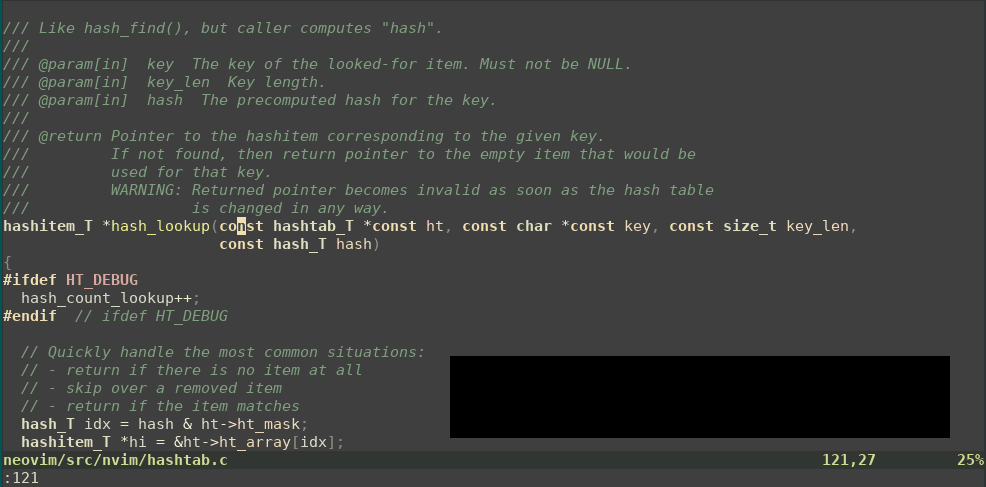 /// Like hash_find(), but caller computes "hash".
///
/// @param[in]  key  The key of the looked-for item. Must not be NULL.
/// @param[in]  key_len  Key length.
/// @param[in]  hash  The precomputed hash for the key.
///
/// @return Pointer to the hashitem corresponding to the given key.
///         If not found, then return pointer to the empty item that would be
///         used for that key.
///         WARNING: Returned pointer becomes invalid as soon as the hash table
///                  is changed in any way.
hashitem_T *hash_lookup(const hashtab_T *const ht, const char *const key, const size_t key_len,
                        const hash_T hash)
{
#ifdef HT_DEBUG
  hash_count_lookup++;
#endif  // ifdef HT_DEBUG
  // Quickly handle the most common situations:
  // - return if there is no item at all
  // - skip over a removed item
  // - return if the item matches
  hash_T idx = hash & ht->ht_mask;
  hashitem_T *hi = &ht->ht_array[idx];
neovim/src/nvim/hashtab.c 121,27 25%
:121